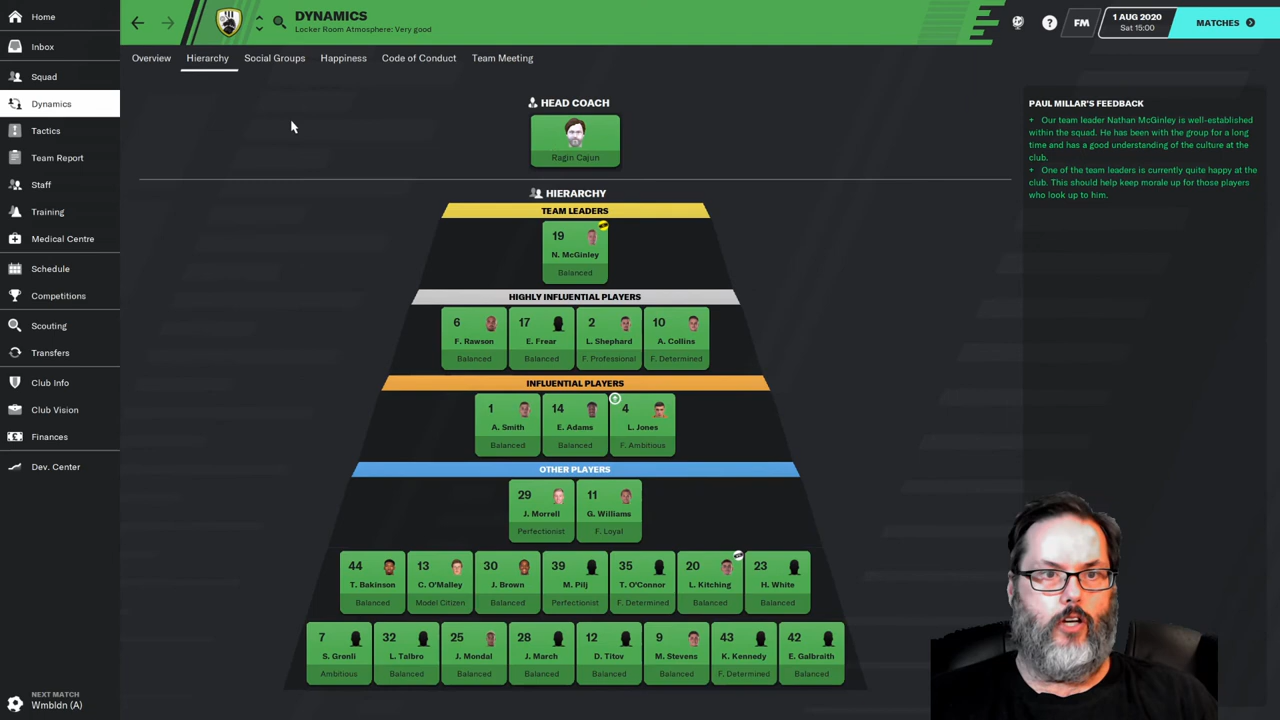 Home
Inbox
Squad
Dynamics
Tactics
Team Report
Staff
Training
Medical Centre
Schedule
Competitions
Scouting
Transfers
Club Info
Club Vision
Finances
Dev. Center
NEXT MATCH
Wmbldn (A)
DYNAMICS
Locker Room Atmosphere: Very good
? FM
1 AUG 2020
Sat 15:00
MATCHES
Overview Hierarchy Social Groups Happiness Code of Conduct Team Meeting
HEAD COACH
Ragin Cajun
HIERARCHY
TEAM LEADERS
19
N. McGinley
Balanced
HIGHLY INFLUENTIAL PLAYERS
6 17 2 10
F. Rawson E. Frear L. Shephard A. Collins
Balanced Balanced F. Professional F. Determined
INFLUENTIAL PLAYERS
1 14 4
A. Smith E. Adams L. Jones
Balanced Balanced F. Ambitious
OTHER PLAYERS
29 11
J. Morrell G. Williams
Perfectionist F. Loyal
44 13 30 39 35 20 23
T. Bakinson C. O'Malley J. Brown M. Pilj T. O'Connor L. Kitching H. White
Balanced Model Citizen Balanced Perfectionist F. Determined Balanced Balanced
7 32 25 28 12 9 43 42
S. Grønli L. Talbro J. Mondal J. March D. Titov M. Stevens K. Kennedy E. Galbraith
Ambitious Balanced Balanced Balanced Balanced Balanced F. Determined Balanced
PAUL MILLAR'S FEEDBACK
+ Our team leader Nathan McGinley is well-established
within the squad. He has been with the group for a long
time and has a good understanding of the culture at the
club.
+ One of the team leaders is currently quite happy at the
club. This should help keep morale up for those players
who look up to him.